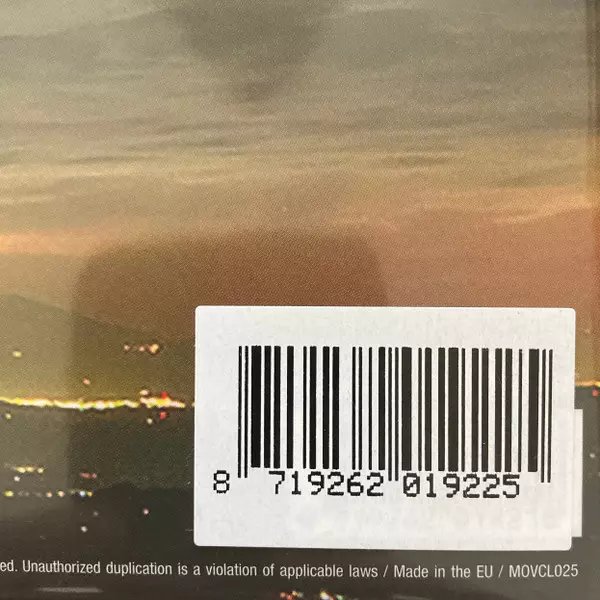 8 719262 019225
ed. Unauthorized duplication is a violation of applicable laws / Made in the EU / MOVCL025